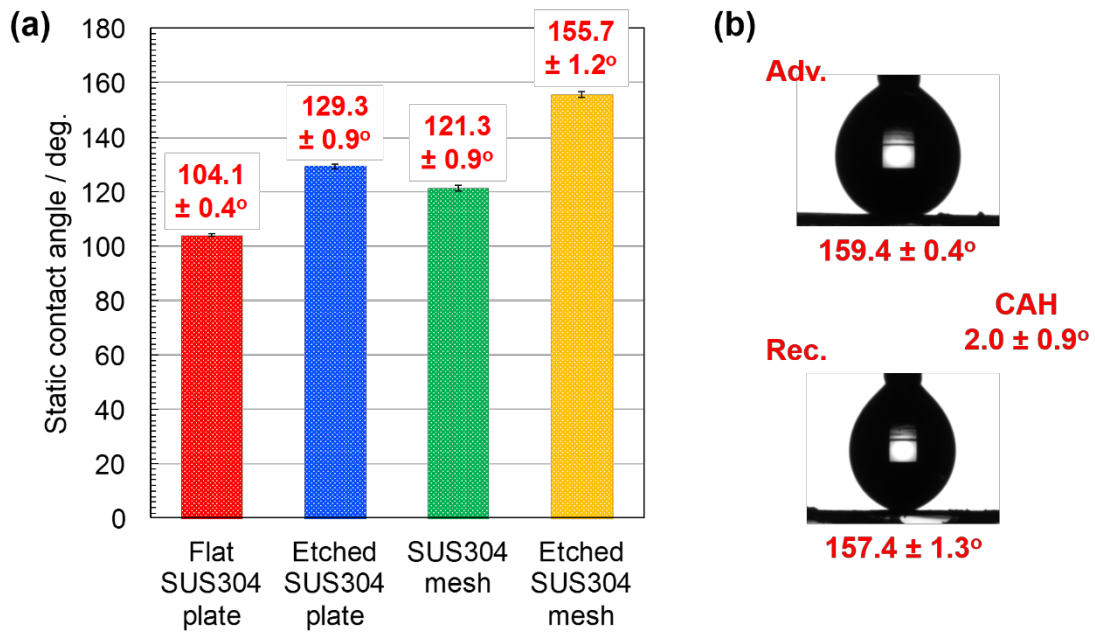 (a)
Static contact angle / deg.
180
160
140
120
100
80
60
40
20
0
104.1
± 0.4°
129.3
± 0.9°
121.3
± 0.9°
155.7
± 1.2°
Flat
SUS304
plate
Etched
SUS304
plate
SUS304
mesh
Etched
SUS304
mesh
(b)
Adv.
159.4 ± 0.4°
CAH
2.0 ± 0.9°
Rec.
157.4 ± 1.3°